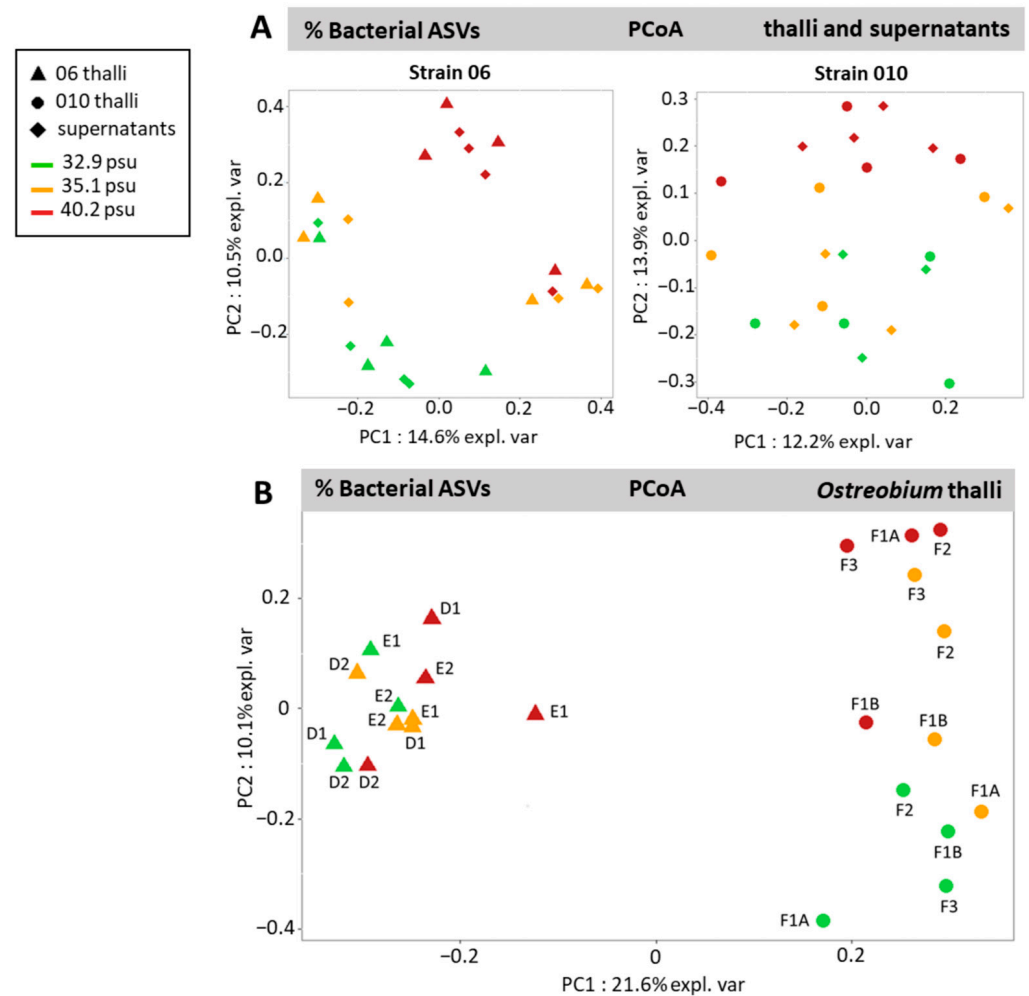 A
% Bacterial ASVs PCoA thalli and supernatants
06 thalli
010 thalli
supernatants
32.9 psu
35.1 psu
40.2 psu
Strain 06
0.4
0.2
0.0
−0.2
PC2 : 10.5% expl. var
−0.2 0.0 0.2 0.4
PC1 : 14.6% expl. var
Strain 010
0.3
0.2
0.1
0.0
−0.1
−0.2
−0.3
PC2 : 13.9% expl. var
−0.4 −0.2 0.0 0.2
PC1 : 12.2% expl. var
B
% Bacterial ASVs PCoA Ostreobium thalli
0.2
0
−0.2
−0.4
PC2 : 10.1% expl. var
D1
E1
D2
E2
E2
E1
E1
E2
D1
D1
D2 D2
F1A
F2
F3
F3
F2
F1B
F1B
F1A
F2
F1B
F3
F1A
−0.2 0 0.2
PC1 : 21.6% expl. var